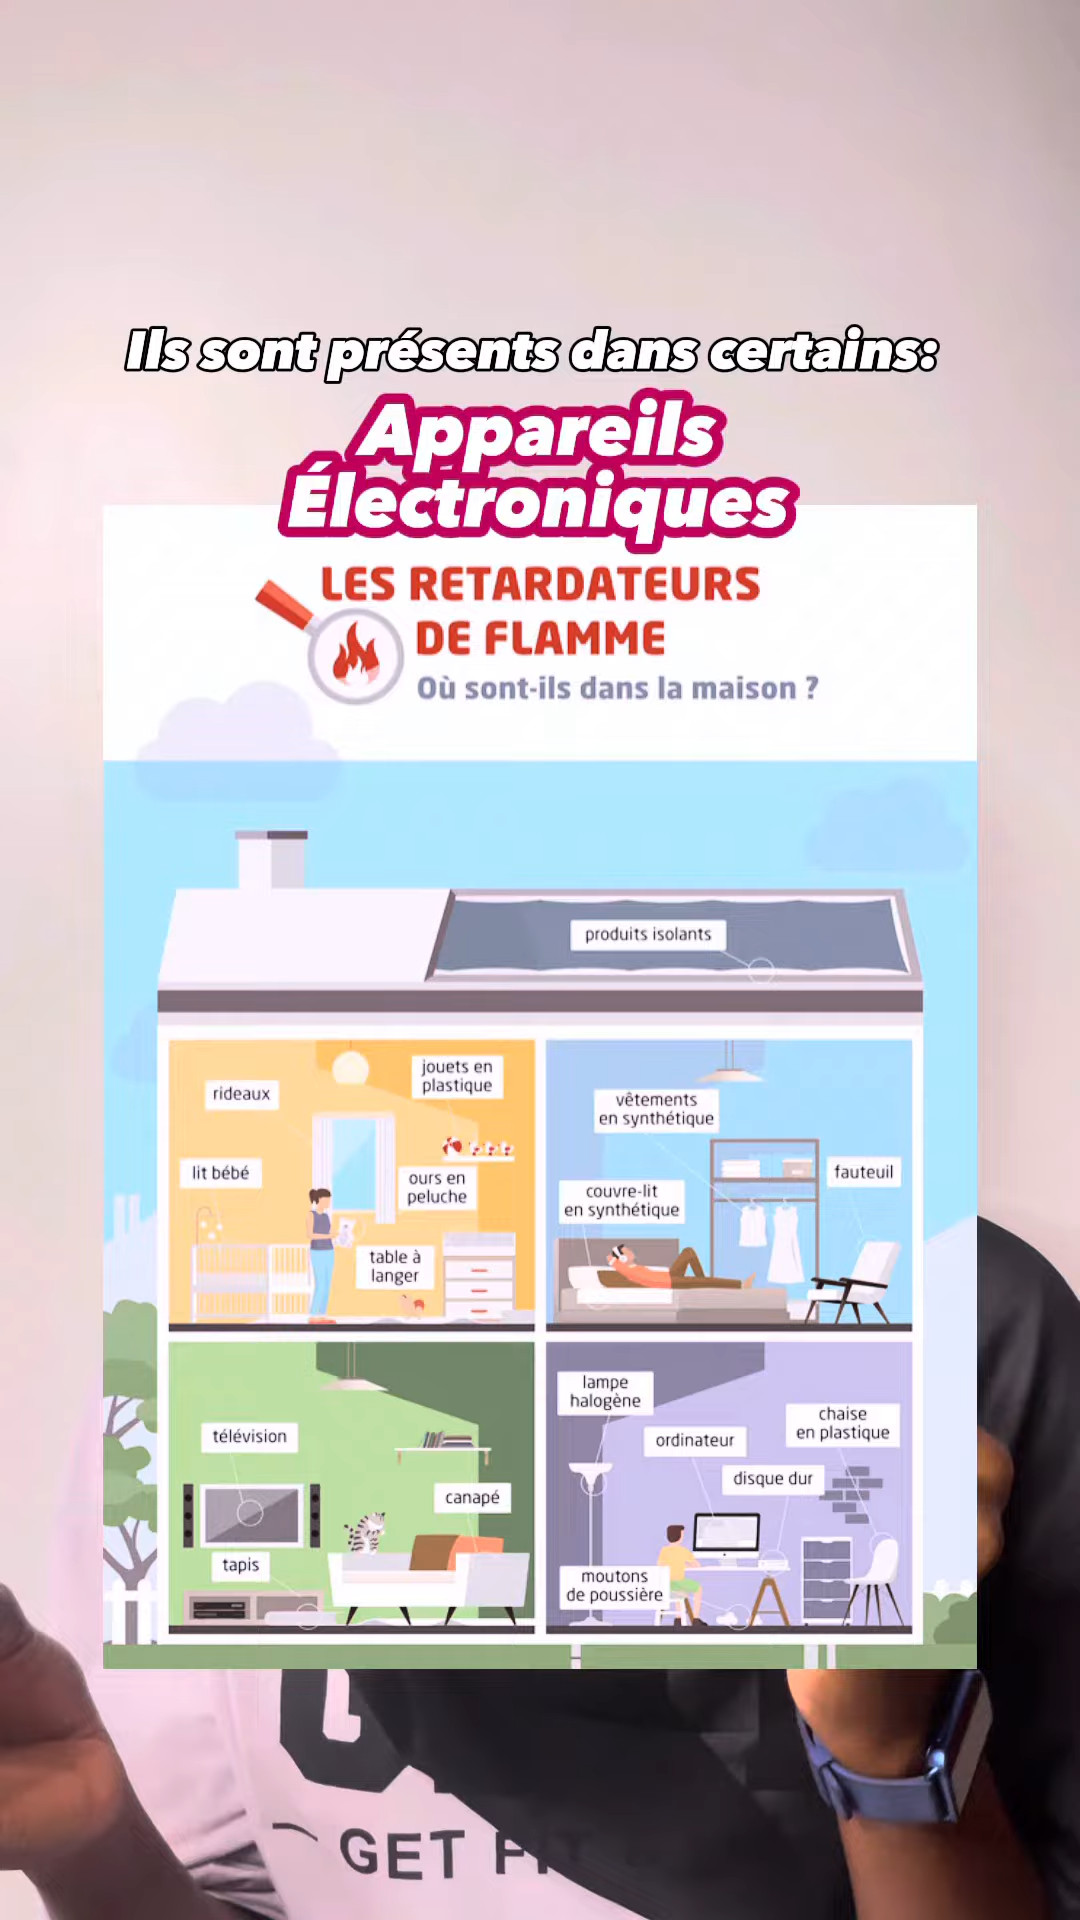 Ils sont présents dans certains:
Appareils
Électroniques
LES RETARDATEURS
DE FLAMME
Où sont-ils dans la maison ?
produits isolants
rideaux
jouets en
plastique
lit bébé
ours en
peluche
table à
langer
vêtements
en synthétique
fauteuil
couvre-lit
en synthétique
télévision
canapé
tapis
lampe
halogène
chaise
en plastique
ordinateur
disque dur
moutons
de poussière
GET FIT